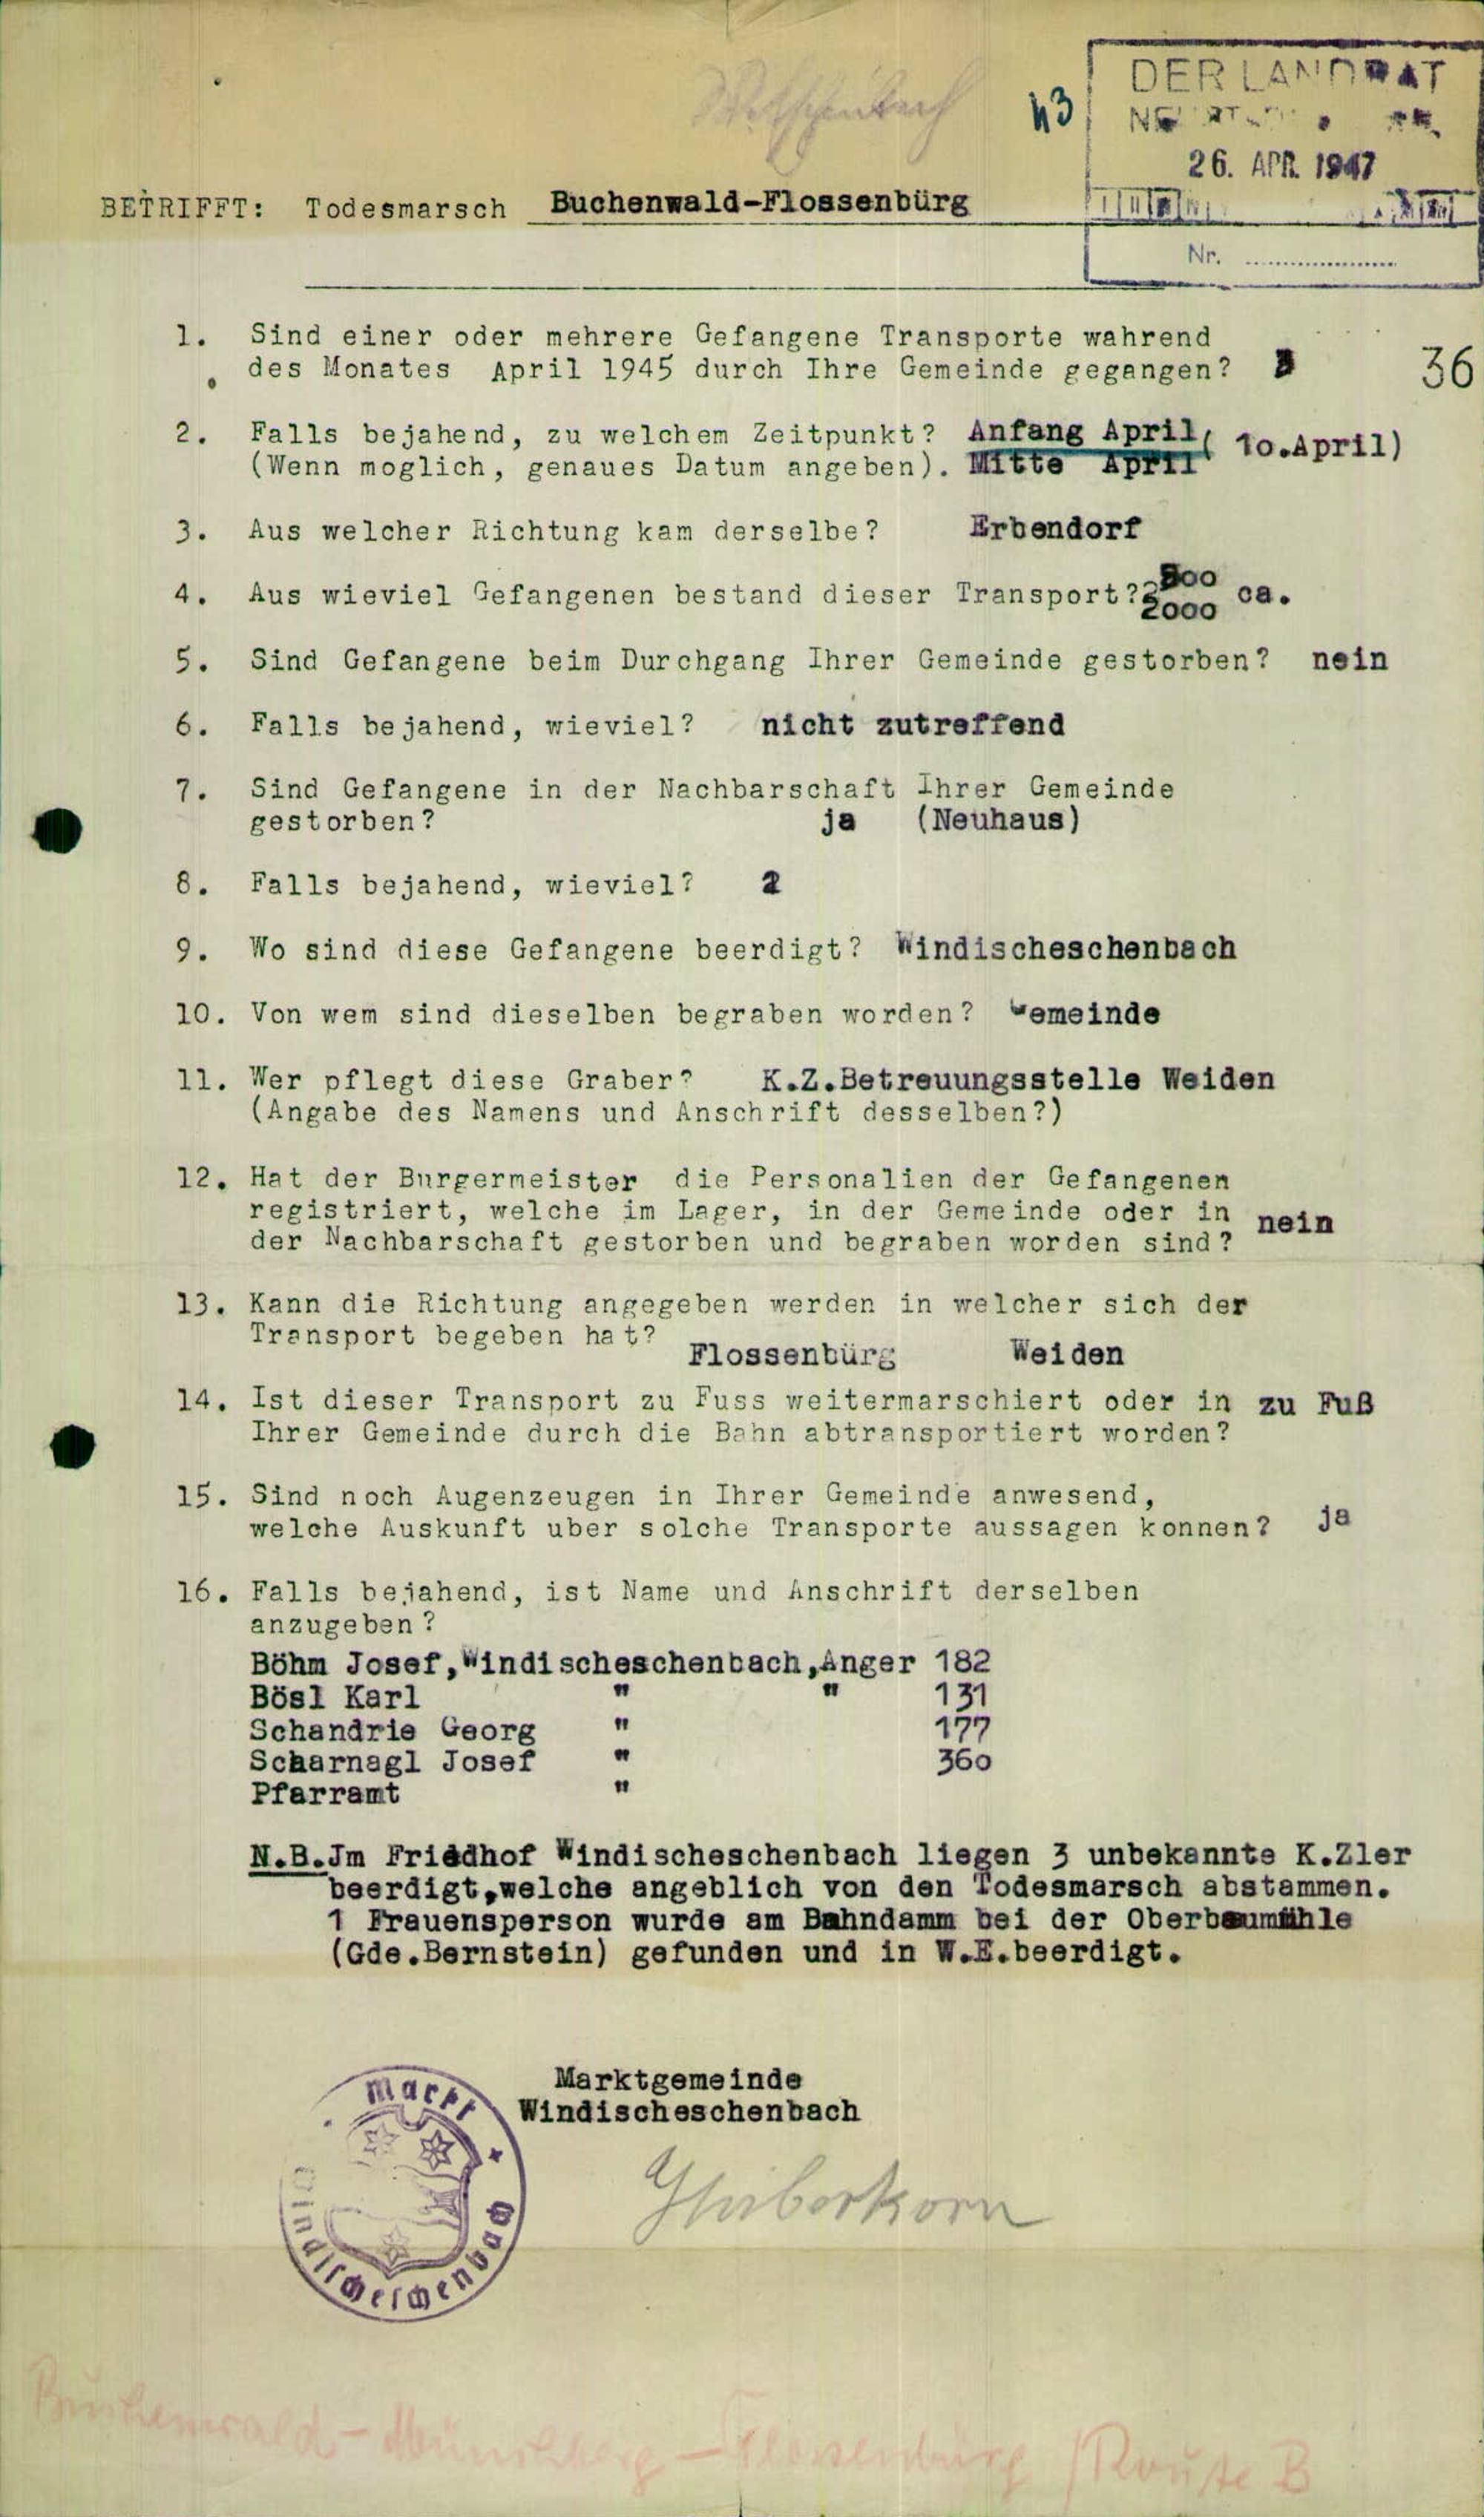 43
DER LANDRAT
26. APR. 1947
BETRIFFT: Todesmarsch Buchenwald-Flossenbürg
Nr. ....................
1. Sind einer oder mehrere Gefangene Transporte wahrend
des Monates April 1945 durch Ihre Gemeinde gegangen?
36
2. Falls bejahend, zu welchem Zeitpunkt? Anfang April( 10.April)
(Wenn moglich, genaues Datum angeben). Mitte April
3. Aus welcher Richtung kam derselbe? Erbendorf
4. Aus wieviel Gefangenen bestand dieser Transport? 2000 ca.
5. Sind Gefangene beim Durchgang Ihrer Gemeinde gestorben? nein
6. Falls bejahend, wieviel? nicht zutreffend
7. Sind Gefangene in der Nachbarschaft Ihrer Gemeinde
gestorben? ja (Neuhaus)
8. Falls bejahend, wieviel? 2
9. Wo sind diese Gefangene beerdigt? Windischeschenbach
10. Von wem sind dieselben begraben worden? Gemeinde
11. Wer pflegt diese Graber? K.Z.Betreuungsstelle Weiden
(Angabe des Namens und Anschrift desselben?)
12. Hat der Burgermeister die Personalien der Gefangenen
registriert, welche im Lager, in der Gemeinde oder in nein
der Nachbarschaft gestorben und begraben worden sind?
13. Kann die Richtung angegeben werden in welcher sich der
Transport begeben hat?
Flossenbürg Weiden
14. Ist dieser Transport zu Fuss weitermarschiert oder in zu Fuß
Ihrer Gemeinde durch die Bahn abtransportiert worden?
15. Sind noch Augenzeugen in Ihrer Gemeinde anwesend,
welche Auskunft uber solche Transporte aussagen konnen? ja
16. Falls bejahend, ist Name und Anschrift derselben
anzugeben?
Böhm Josef,Windischeschenbach,Anger 182
Bösl Karl " " 131
Schandrie Georg " 177
Scharnagl Josef " 360
Pfarramt "
N.B.Jm Friedhof Windischeschenbach liegen 3 unbekannte K.Zler
beerdigt,welche angeblich von den Todesmarsch abstammen.
1 Frauensperson wurde am Bahndamm bei der Oberbaumühle
(Gde.Bernstein) gefunden und in W.E.beerdigt.
Marktgemeinde
Windischeschenbach
Markt
Windischeschenbach
Buchenwald - Münchberg - Flossenbürg / Route B